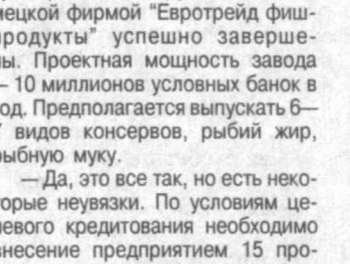 мецкой фирмой “Евротрейд фиш-
продукты” успешно заверше-
ны. Проектная мощность завода
— 10 миллионов условных банок в
год. Предполагается выпускать 6—
7 видов консервов, рыбий жир,
рыбную муку.
— Да, это все так, но есть неко-
торые неувязки. По условиям це-
левого кредитования необходимо
внесение предприятием 15 про-